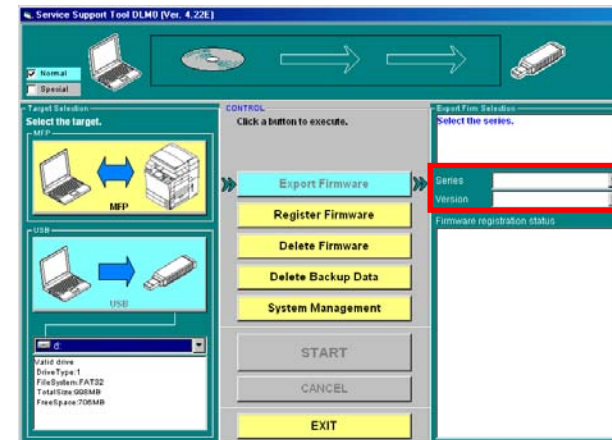 Service Support Tool DLM0 (Ver. 4.22E)
Normal
Special
Target Selection
Select the target.
MFP
MFP
USB
USB
d:
Valid drive
DriveType:1
FileSystem:FAT32
TotalSize:998MB
FreeSpace:706MB
CONTROL
Click a button to execute.
Export Firmware
Register Firmware
Delete Firmware
Delete Backup Data
System Management
START
CANCEL
EXIT
Export Firm Selection
Select the series.
Series
Version
Firmware registration status